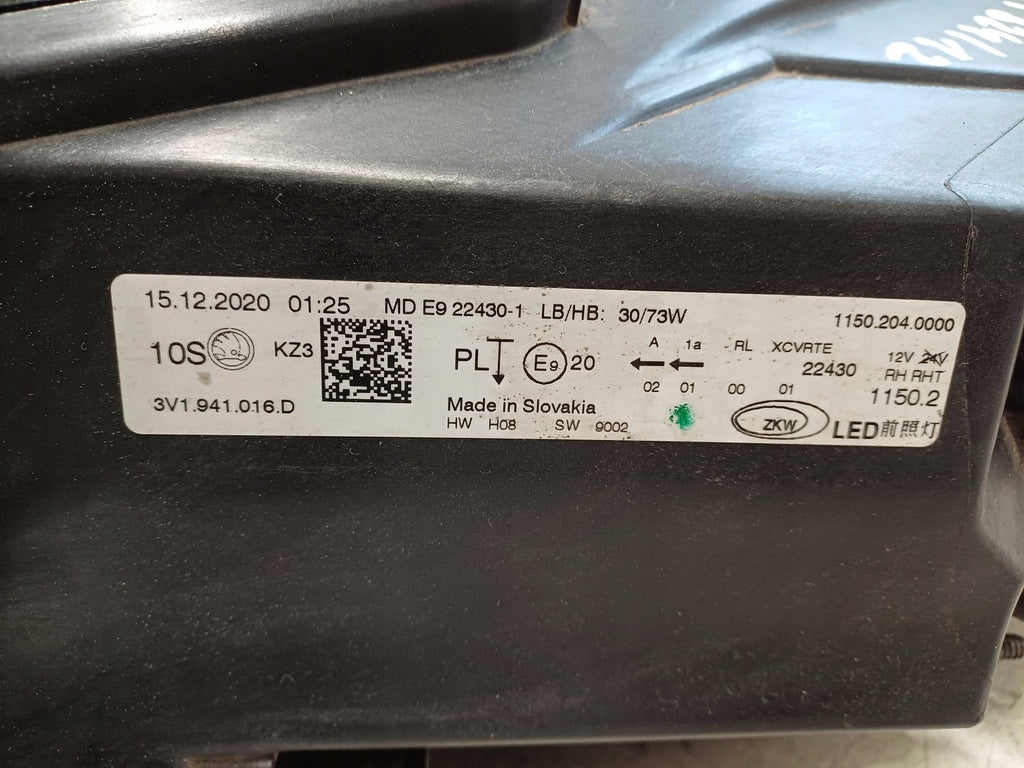 15.12.2020 01:25 MD E9 22430-1 LB/HB: 30/73W 1150.204.0000
10S KZ3 PL E9 20 A 1a RL XCVRTE 12V 24V
02 01 00 01 22430 RH RHT
3V1.941.016.D Made in Slovakia 1150.2
HW H08 SW 9002 ZKW LED前照灯